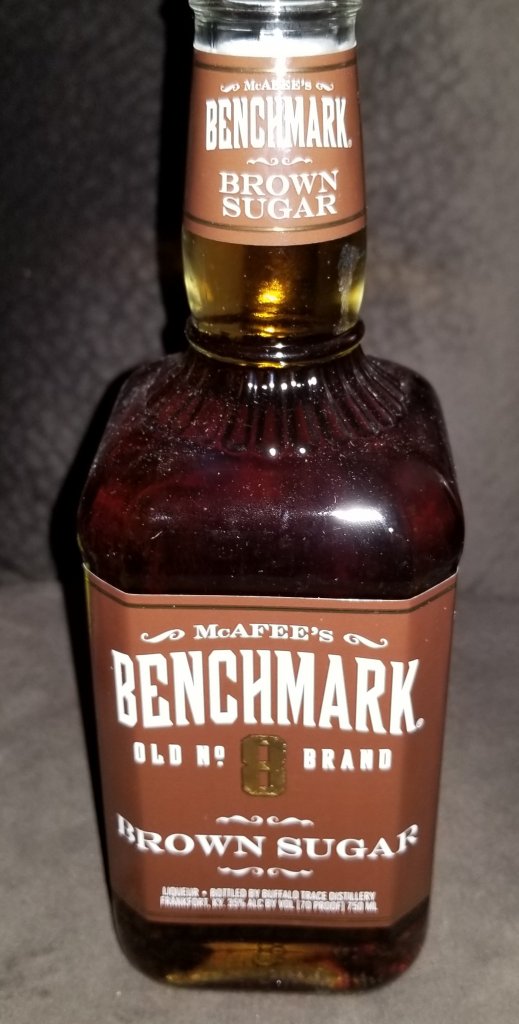 McAFEE'S
BENCHMARK®
BROWN
SUGAR
McAFEE'S
BENCHMARK®
OLD Nº 8 BRAND
BROWN SUGAR
LIQUEUR • BOTTLED BY BUFFALO TRACE DISTILLERY
FRANKFORT, KY. 35% ALC BY VOL (70 PROOF) 750 ML